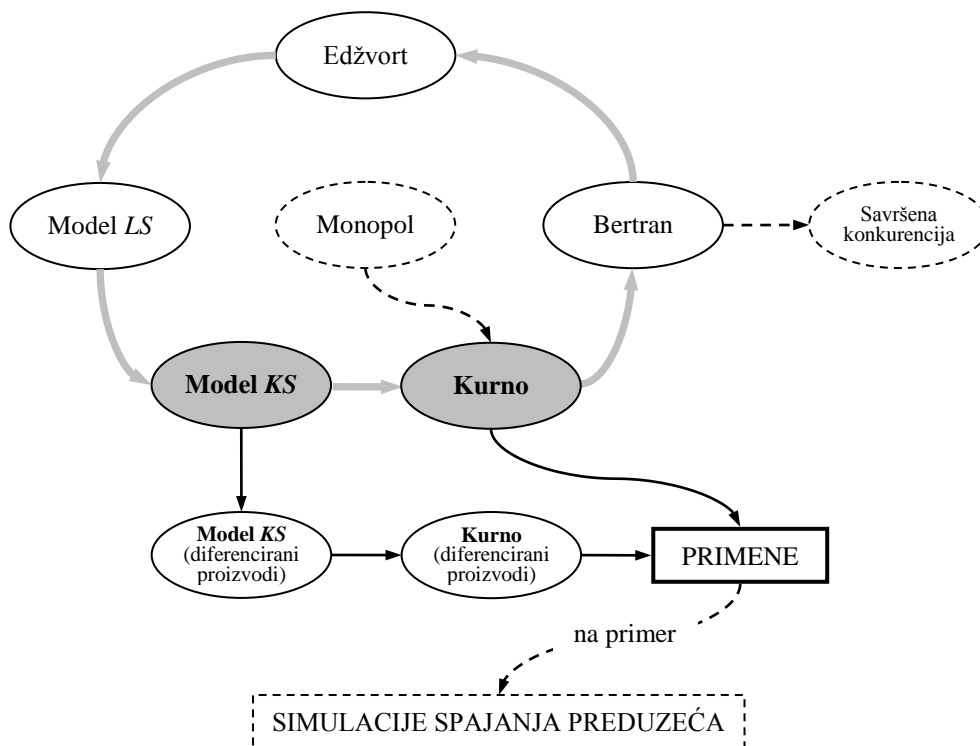 Edžvort
Model LS
Monopol
Bertran
Savršena
konkurencija
Model KS
Kurno
Model KS
(diferencirani
proizvodi)
Kurno
(diferencirani
proizvodi)
PRIMENE
na primer
SIMULACIJE SPAJANJA PREDUZEĆA